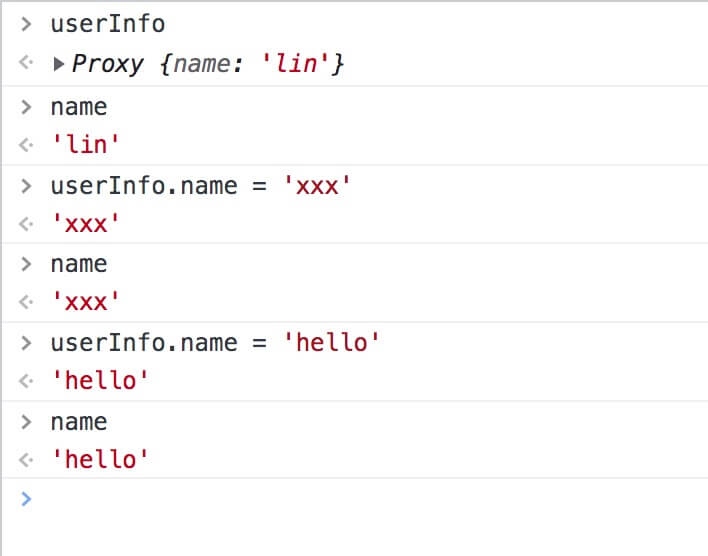 > userInfo
<· ▶ Proxy {name: 'lin'}
> name
<· 'lin'
> userInfo.name = 'xxx'
<· 'xxx'
> name
<· 'xxx'
> userInfo.name = 'hello'
<· 'hello'
> name
<· 'hello'
>